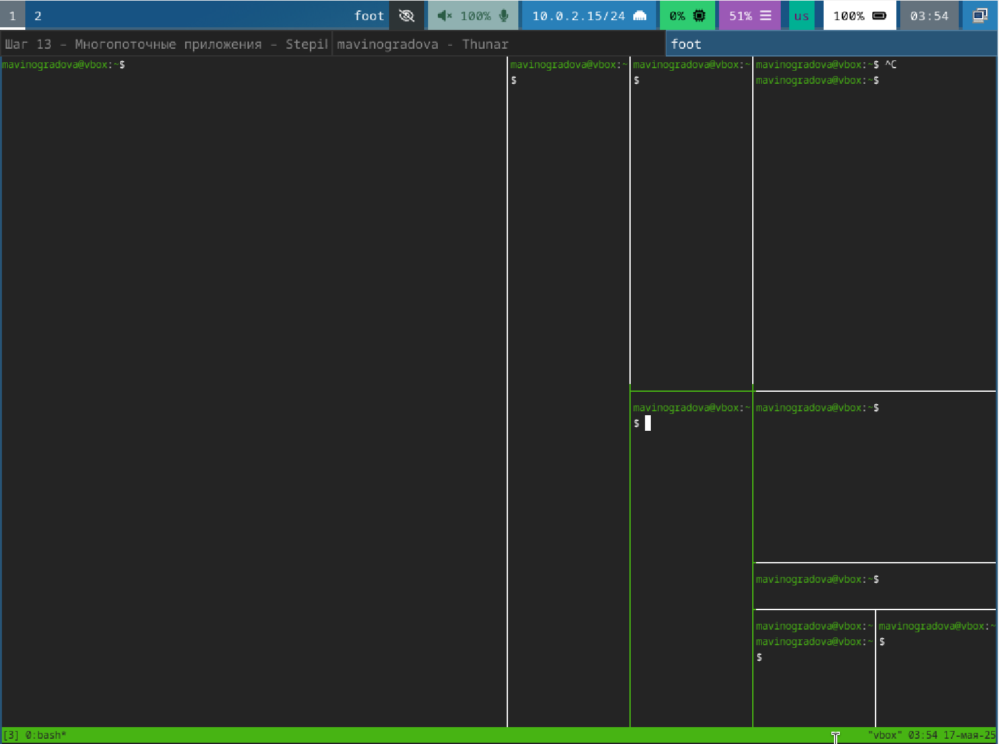 1 2 foot 100% 10.0.2.15/24 0% 51% us 100% 03:54
Шаг 13 – Многопоточные приложения – Stepi
mavinogradova - Thunar
foot
mavinogradova@vbox:~$
mavinogradova@vbox:~
$
mavinogradova@vbox:~
$
mavinogradova@vbox:~$ ^C
mavinogradova@vbox:~$
mavinogradova@vbox:~
$
mavinogradova@vbox:~$
mavinogradova@vbox:~$
mavinogradova@vbox:~
mavinogradova@vbox:~
$
mavinogradova@vbox:~
$
[3] 0:bash*
"vbox" 03:54 17-мая-25